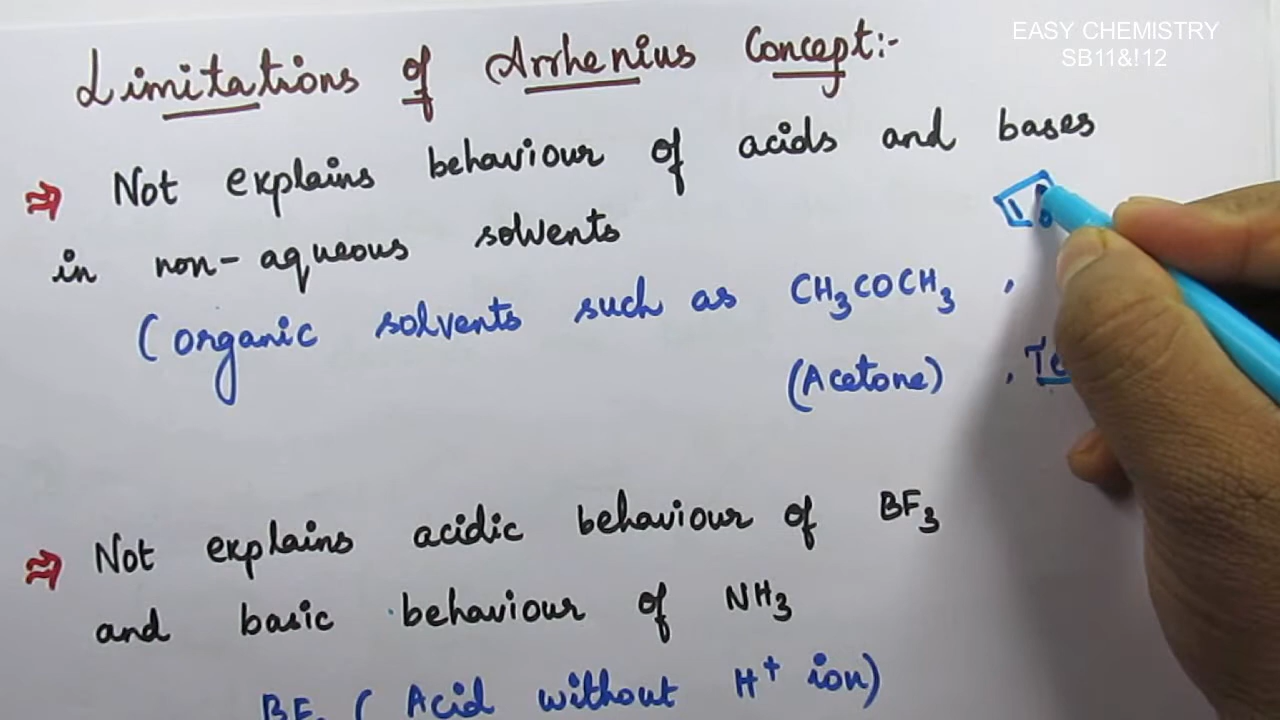 EASY CHEMISTRY
SB11&!12
Limitations of Arrhenius Concept:-
⇒ Not explains behaviour of acids and bases
in non-aqueous solvents
(organic solvents such as CH₃COCH₃ ,
(Acetone) ,
⇒ Not explains acidic behaviour of BF₃
and basic behaviour of NH₃
( Acid without H⁺ ion)